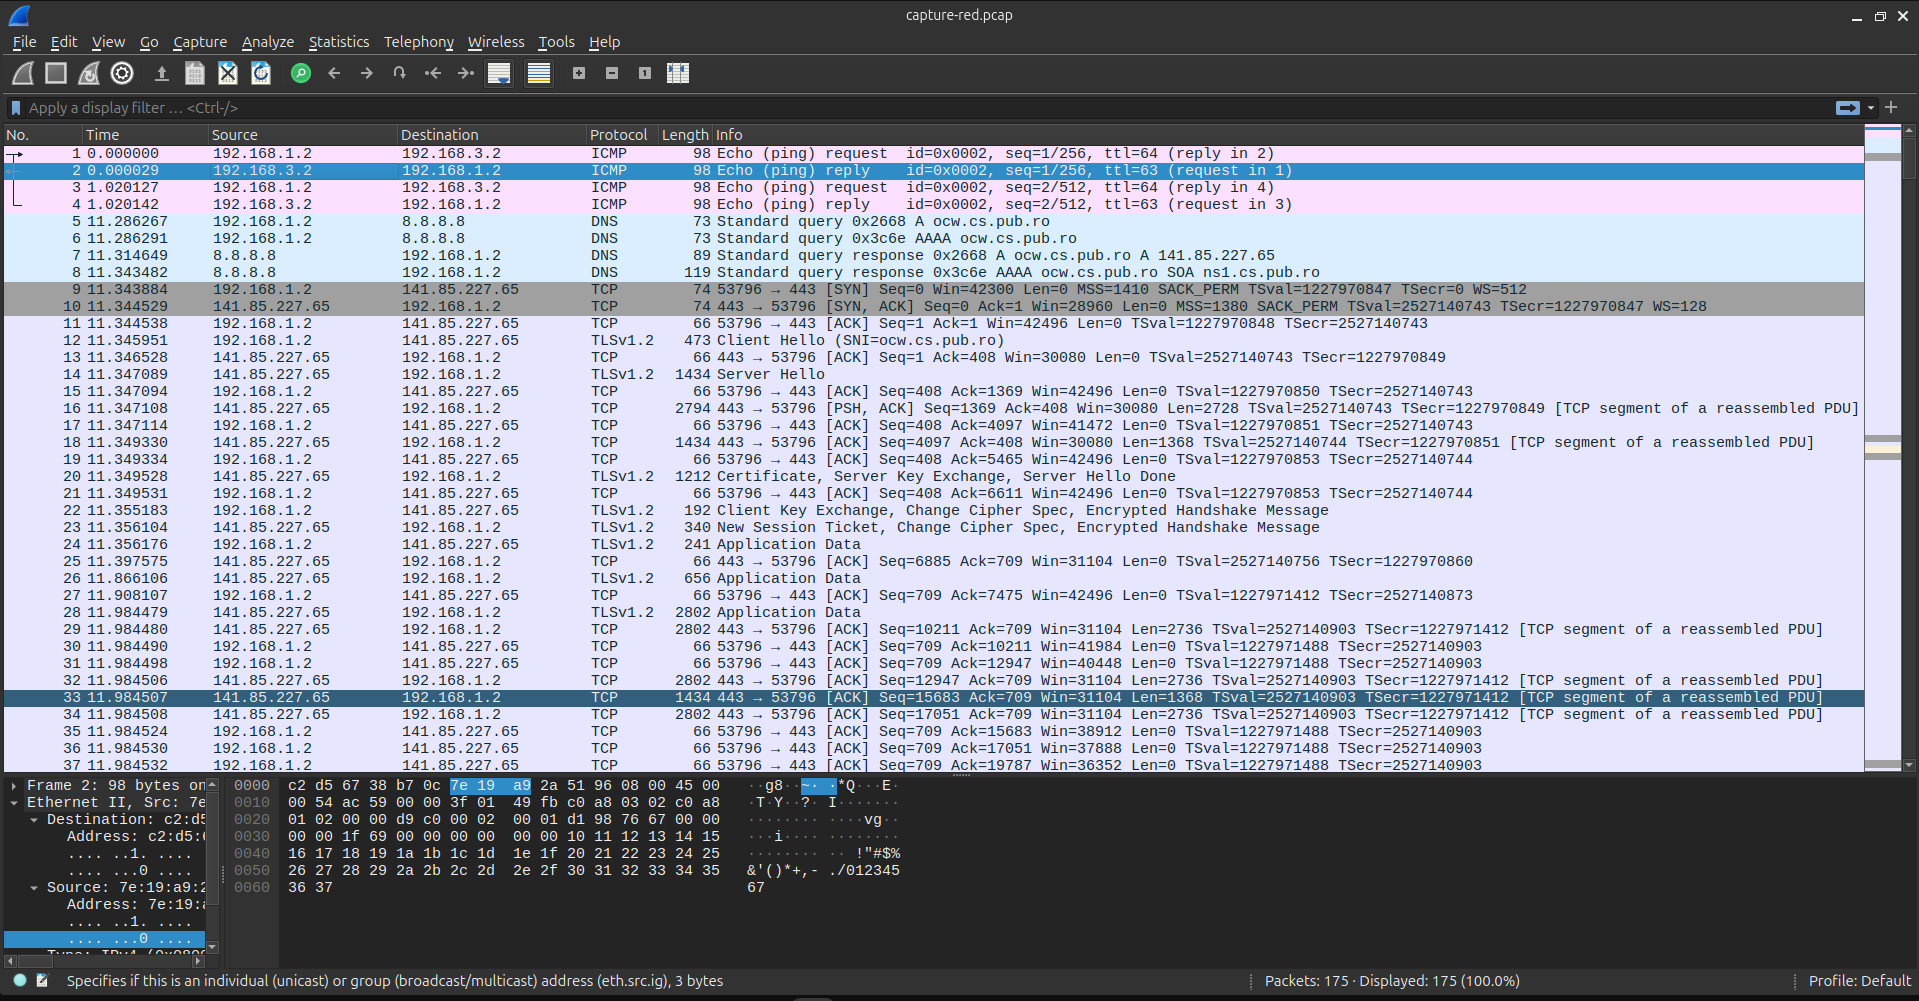 capture-red.pcap
File Edit View Go Capture Analyze Statistics Telephony Wireless Tools Help
Apply a display filter … <Ctrl-/>
No. Time Source Destination Protocol Length Info
1 0.000000 192.168.1.2 192.168.3.2 ICMP 98 Echo (ping) request id=0x0002, seq=1/256, ttl=64 (reply in 2)
2 0.000029 192.168.3.2 192.168.1.2 ICMP 98 Echo (ping) reply id=0x0002, seq=1/256, ttl=63 (request in 1)
3 1.020127 192.168.1.2 192.168.3.2 ICMP 98 Echo (ping) request id=0x0002, seq=2/512, ttl=64 (reply in 4)
4 1.020142 192.168.3.2 192.168.1.2 ICMP 98 Echo (ping) reply id=0x0002, seq=2/512, ttl=63 (request in 3)
5 11.286267 192.168.1.2 8.8.8.8 DNS 73 Standard query 0x2668 A ocw.cs.pub.ro
6 11.286291 192.168.1.2 8.8.8.8 DNS 73 Standard query 0x3c6e AAAA ocw.cs.pub.ro
7 11.314649 8.8.8.8 192.168.1.2 DNS 89 Standard query response 0x2668 A ocw.cs.pub.ro A 141.85.227.65
8 11.343482 8.8.8.8 192.168.1.2 DNS 119 Standard query response 0x3c6e AAAA ocw.cs.pub.ro SOA ns1.cs.pub.ro
9 11.343884 192.168.1.2 141.85.227.65 TCP 74 53796 → 443 [SYN] Seq=0 Win=42300 Len=0 MSS=1410 SACK_PERM TSval=1227970847 TSecr=0 WS=512
10 11.344529 141.85.227.65 192.168.1.2 TCP 74 443 → 53796 [SYN, ACK] Seq=0 Ack=1 Win=28960 Len=0 MSS=1380 SACK_PERM TSval=2527140743 TSecr=1227970847 WS=128
11 11.344538 192.168.1.2 141.85.227.65 TCP 66 53796 → 443 [ACK] Seq=1 Ack=1 Win=42496 Len=0 TSval=1227970848 TSecr=2527140743
12 11.345951 192.168.1.2 141.85.227.65 TLSv1.2 473 Client Hello (SNI=ocw.cs.pub.ro)
13 11.346528 141.85.227.65 192.168.1.2 TCP 66 443 → 53796 [ACK] Seq=1 Ack=408 Win=30080 Len=0 TSval=2527140743 TSecr=1227970849
14 11.347089 141.85.227.65 192.168.1.2 TLSv1.2 1434 Server Hello
15 11.347094 192.168.1.2 141.85.227.65 TCP 66 53796 → 443 [ACK] Seq=408 Ack=1369 Win=42496 Len=0 TSval=1227970850 TSecr=2527140743
16 11.347108 141.85.227.65 192.168.1.2 TCP 2794 443 → 53796 [PSH, ACK] Seq=1369 Ack=408 Win=30080 Len=2728 TSval=2527140743 TSecr=1227970849 [TCP segment of a reassembled PDU]
17 11.347114 192.168.1.2 141.85.227.65 TCP 66 53796 → 443 [ACK] Seq=408 Ack=4097 Win=41472 Len=0 TSval=1227970851 TSecr=2527140743
18 11.349330 141.85.227.65 192.168.1.2 TCP 1434 443 → 53796 [ACK] Seq=4097 Ack=408 Win=30080 Len=1368 TSval=2527140744 TSecr=1227970851 [TCP segment of a reassembled PDU]
19 11.349334 192.168.1.2 141.85.227.65 TCP 66 53796 → 443 [ACK] Seq=408 Ack=5465 Win=42496 Len=0 TSval=1227970853 TSecr=2527140744
20 11.349528 141.85.227.65 192.168.1.2 TLSv1.2 1212 Certificate, Server Key Exchange, Server Hello Done
21 11.349531 192.168.1.2 141.85.227.65 TCP 66 53796 → 443 [ACK] Seq=408 Ack=6611 Win=42496 Len=0 TSval=1227970853 TSecr=2527140744
22 11.355183 192.168.1.2 141.85.227.65 TLSv1.2 192 Client Key Exchange, Change Cipher Spec, Encrypted Handshake Message
23 11.356104 141.85.227.65 192.168.1.2 TLSv1.2 340 New Session Ticket, Change Cipher Spec, Encrypted Handshake Message
24 11.356176 192.168.1.2 141.85.227.65 TLSv1.2 241 Application Data
25 11.397575 141.85.227.65 192.168.1.2 TCP 66 443 → 53796 [ACK] Seq=6885 Ack=709 Win=31104 Len=0 TSval=2527140756 TSecr=1227970860
26 11.866106 141.85.227.65 192.168.1.2 TLSv1.2 656 Application Data
27 11.908107 192.168.1.2 141.85.227.65 TCP 66 53796 → 443 [ACK] Seq=709 Ack=7475 Win=42496 Len=0 TSval=1227971412 TSecr=2527140873
28 11.984479 141.85.227.65 192.168.1.2 TLSv1.2 2802 Application Data
29 11.984480 141.85.227.65 192.168.1.2 TCP 2802 443 → 53796 [ACK] Seq=10211 Ack=709 Win=31104 Len=2736 TSval=2527140903 TSecr=1227971412 [TCP segment of a reassembled PDU]
30 11.984490 192.168.1.2 141.85.227.65 TCP 66 53796 → 443 [ACK] Seq=709 Ack=10211 Win=41984 Len=0 TSval=1227971488 TSecr=2527140903
31 11.984498 192.168.1.2 141.85.227.65 TCP 66 53796 → 443 [ACK] Seq=709 Ack=12947 Win=40448 Len=0 TSval=1227971488 TSecr=2527140903
32 11.984506 141.85.227.65 192.168.1.2 TCP 2802 443 → 53796 [ACK] Seq=12947 Ack=709 Win=31104 Len=2736 TSval=2527140903 TSecr=1227971412 [TCP segment of a reassembled PDU]
33 11.984507 141.85.227.65 192.168.1.2 TCP 1434 443 → 53796 [ACK] Seq=15683 Ack=709 Win=31104 Len=1368 TSval=2527140903 TSecr=1227971412 [TCP segment of a reassembled PDU]
34 11.984508 141.85.227.65 192.168.1.2 TCP 2802 443 → 53796 [ACK] Seq=17051 Ack=709 Win=31104 Len=2736 TSval=2527140903 TSecr=1227971412 [TCP segment of a reassembled PDU]
35 11.984524 192.168.1.2 141.85.227.65 TCP 66 53796 → 443 [ACK] Seq=709 Ack=15683 Win=38912 Len=0 TSval=1227971488 TSecr=2527140903
36 11.984530 192.168.1.2 141.85.227.65 TCP 66 53796 → 443 [ACK] Seq=709 Ack=17051 Win=37888 Len=0 TSval=1227971488 TSecr=2527140903
37 11.984532 192.168.1.2 141.85.227.65 TCP 66 53796 → 443 [ACK] Seq=709 Ack=19787 Win=36352 Len=0 TSval=1227971488 TSecr=2527140903
Frame 2: 98 bytes on
Ethernet II, Src: 7e
Destination: c2:d5
Address: c2:d5:6
.... ..1. ....
.... ...0 ....
Source: 7e:19:a9:2
Address: 7e:19:a
.... ..1. ....
.... ...0 ....
0000 c2 d5 67 38 b7 0c 7e 19 a9 2a 51 96 08 00 45 00 ··g8··~· ·*Q···E·
0010 00 54 ac 59 00 00 3f 01 49 fb c0 a8 03 02 c0 a8 ·T·Y··?· I·······
0020 01 02 00 00 d9 c0 00 02 00 01 d1 98 76 67 00 00 ········ ····vg··
0030 00 00 1f 69 00 00 00 00 00 00 10 11 12 13 14 15 ···i···· ········
0040 16 17 18 19 1a 1b 1c 1d 1e 1f 20 21 22 23 24 25 ········ ·· !"#$%
0050 26 27 28 29 2a 2b 2c 2d 2e 2f 30 31 32 33 34 35 &'()*+,- ./012345
0060 36 37 67
Specifies if this is an individual (unicast) or group (broadcast/multicast) address (eth.src.ig), 3 bytes
Packets: 175 · Displayed: 175 (100.0%)
Profile: Default